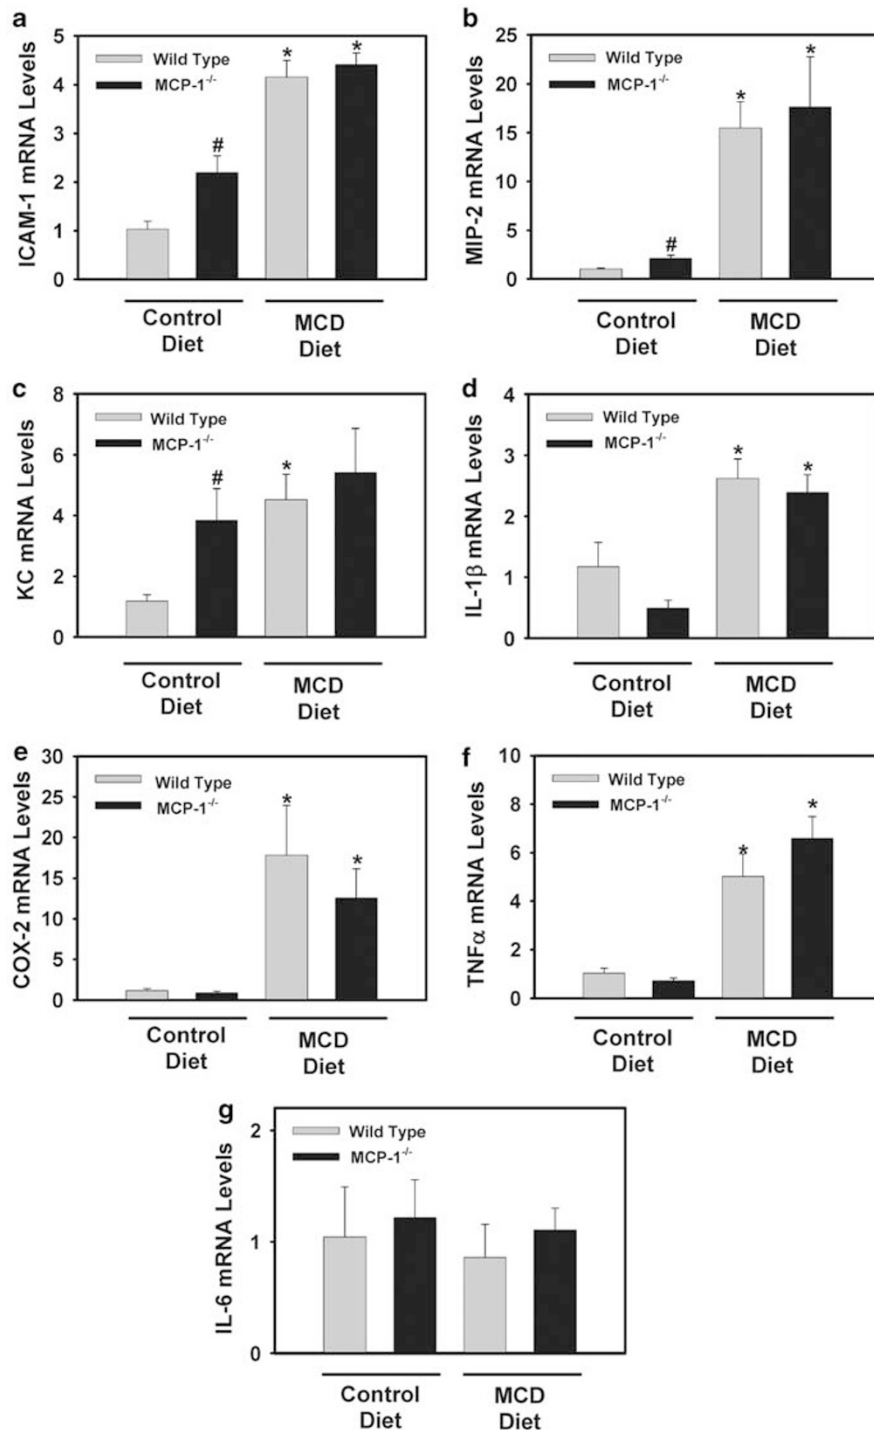 a
ICAM-1 mRNA Levels
5
4
3
2
1
0
Wild Type
MCP-1-/-
#
*
*
Control
Diet
MCD
Diet
b
MIP-2 mRNA Levels
25
20
15
10
5
0
Wild Type
MCP-1-/-
#
*
*
Control
Diet
MCD
Diet
c
KC mRNA Levels
8
6
4
2
0
Wild Type
MCP-1-/-
#
*
Control
Diet
MCD
Diet
d
IL-1β mRNA Levels
4
3
2
1
0
Wild Type
MCP-1-/-
*
*
Control
Diet
MCD
Diet
e
COX-2 mRNA Levels
30
25
20
15
10
5
0
Wild Type
MCP-1-/-
*
*
Control
Diet
MCD
Diet
f
TNFα mRNA Levels
10
8
6
4
2
0
Wild Type
MCP-1-/-
*
*
Control
Diet
MCD
Diet
g
IL-6 mRNA Levels
2
1
0
Wild Type
MCP-1-/-
Control
Diet
MCD
Diet